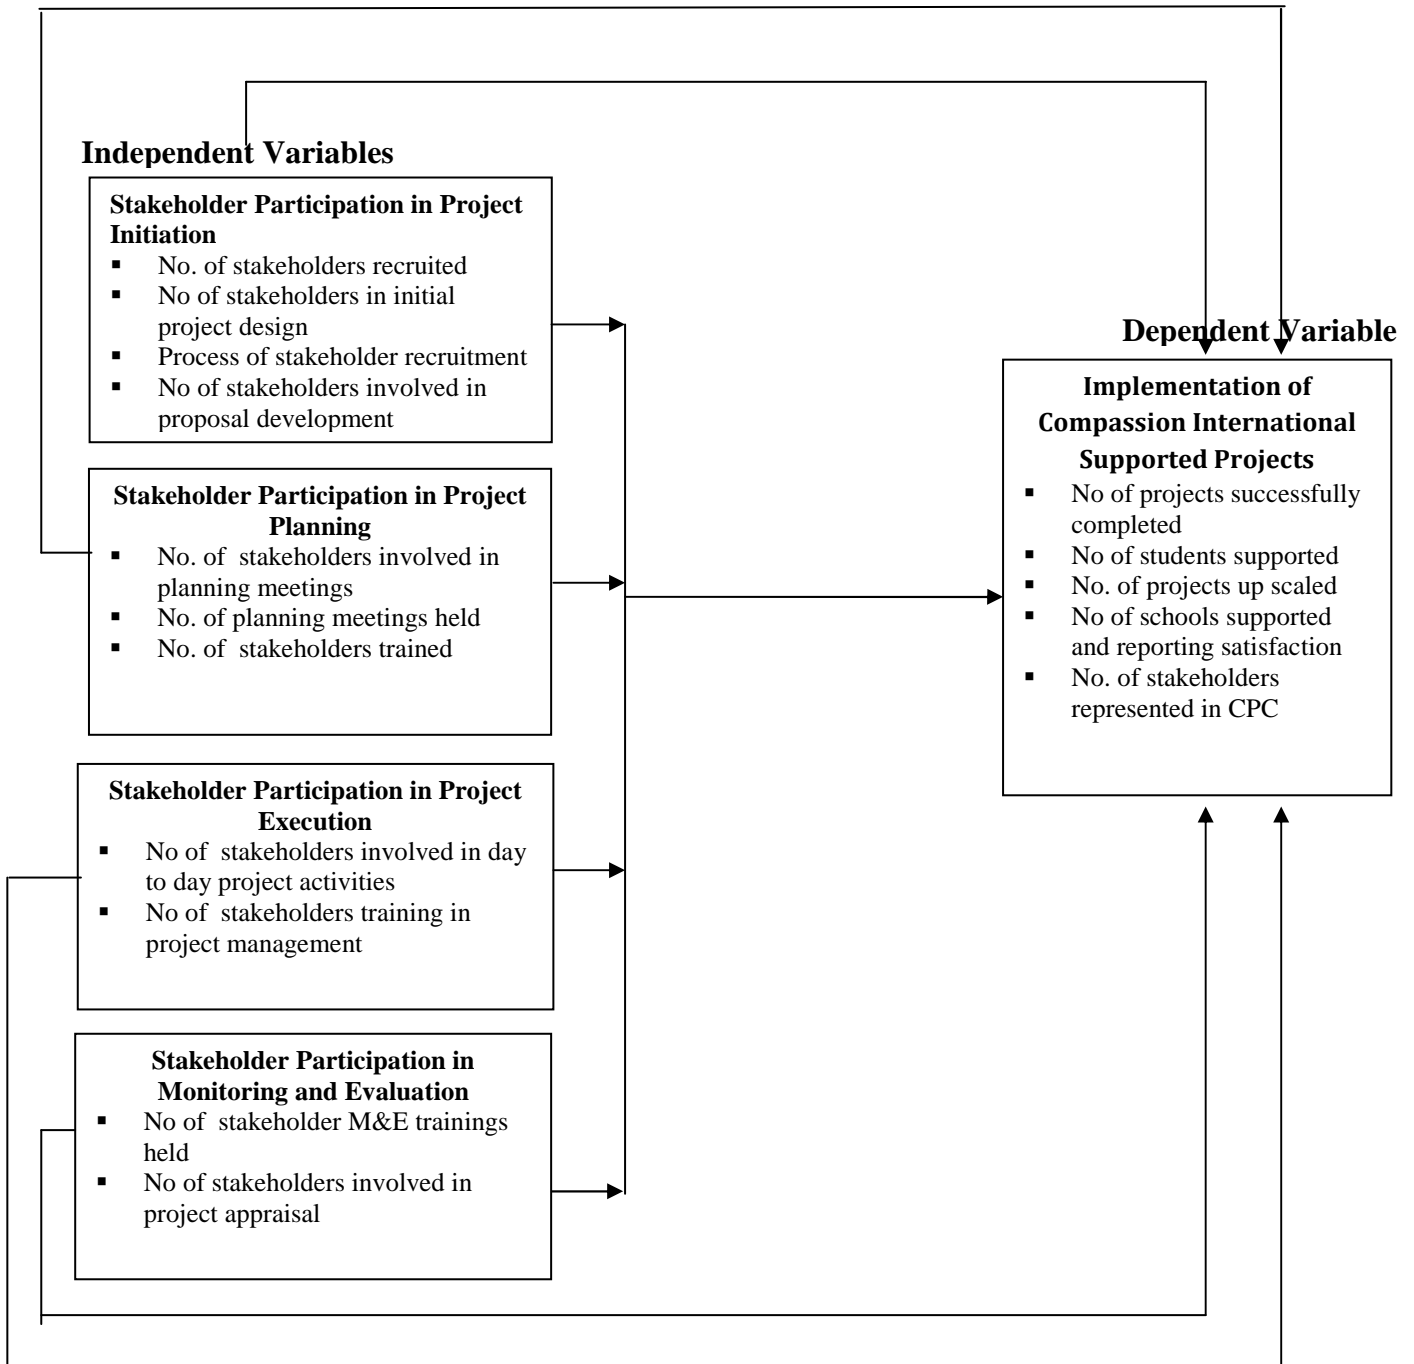 Independent Variables
Stakeholder Participation in Project
Initiation
▪ No. of stakeholders recruited
▪ No of stakeholders in initial
project design
▪ Process of stakeholder recruitment
▪ No of stakeholders involved in
proposal development
Stakeholder Participation in Project
Planning
▪ No. of stakeholders involved in
planning meetings
▪ No. of planning meetings held
▪ No. of stakeholders trained
Stakeholder Participation in Project
Execution
▪ No of stakeholders involved in day
to day project activities
▪ No of stakeholders training in
project management
Stakeholder Participation in
Monitoring and Evaluation
▪ No of stakeholder M&E trainings
held
▪ No of stakeholders involved in
project appraisal
Dependent Variable
Implementation of
Compassion International
Supported Projects
▪ No of projects successfully
completed
▪ No of students supported
▪ No. of projects up scaled
▪ No of schools supported
and reporting satisfaction
▪ No. of stakeholders
represented in CPC